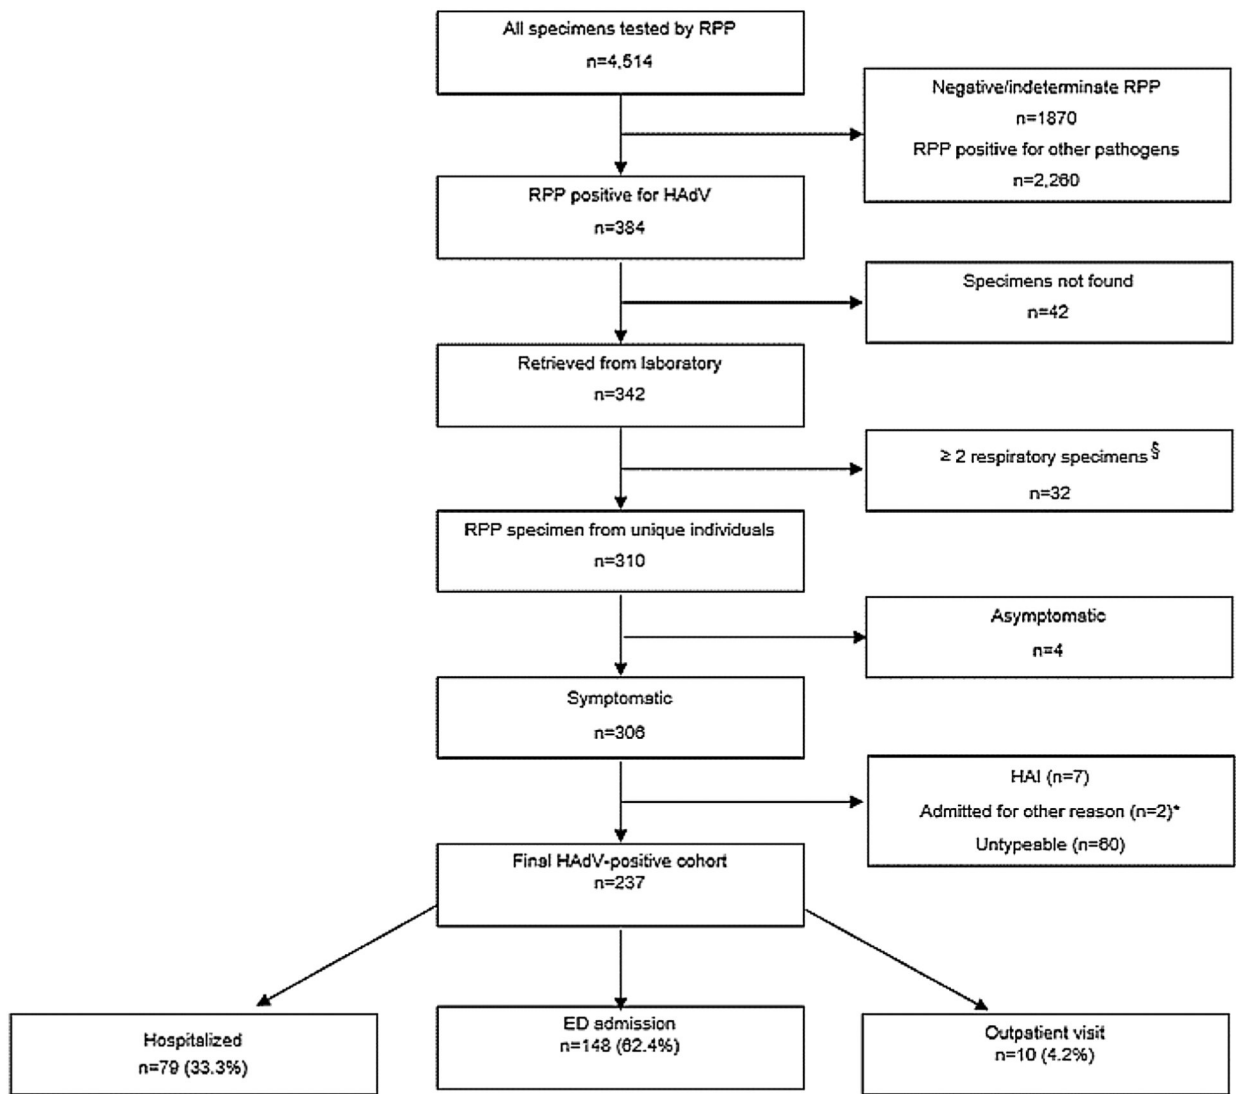 All specimens tested by RPP
n=4,514
Negative/indeterminate RPP
n=1870
RPP positive for other pathogens
n=2,260
RPP positive for HAdV
n=384
Specimens not found
n=42
Retrieved from laboratory
n=342
≥ 2 respiratory specimens§
n=32
RPP specimen from unique individuals
n=310
Asymptomatic
n=4
Symptomatic
n=306
HAI (n=7)
Admitted for other reason (n=2)*
Untypeable (n=60)
Final HAdV-positive cohort
n=237
Hospitalized
n=79 (33.3%)
ED admission
n=148 (62.4%)
Outpatient visit
n=10 (4.2%)